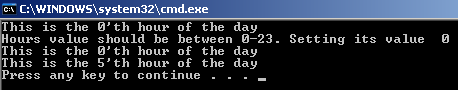 C:\WINDOWS\system32\cmd.exe
This is the 0'th hour of the day
Hours value should be between 0-23. Setting its value  0
This is the 0'th hour of the day
This is the 5'th hour of the day
Press any key to continue . . . _